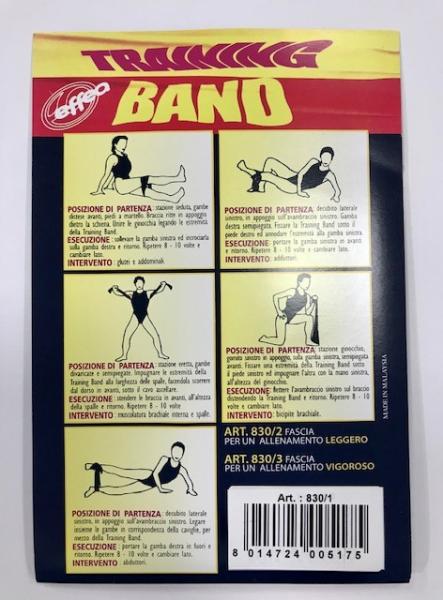 TRAINING
effea
BAND
POSIZIONE DI PARTENZA: stazione seduta, gambe
distese avanti, piedi a martello. Braccia ritte in appoggio
dietro la schiena. Unire le ginocchia legando le estremità
della Training Band.
ESECUZIONE: sollevare la gamba sinistra ed incrociarla
sulla gamba destra e ritorno. Ripetere 8 - 10 volte e
cambiare lato.
INTERVENTO: glutei e addominali.
POSIZIONE DI PARTENZA: decubito laterale
sinistro, in appoggio sull'avambraccio sinistro. Gamba
destra semipiegata. Fissare la Training Band sotto il
piede destro ed annodare l'estremità alla gamba sinistra.
ESECUZIONE: portare la gamba sinistra in avanti
e ritorno. Ripetere 8 - 10 volte e cambiare lato.
INTERVENTO: adduttori.
POSIZIONE DI PARTENZA: stazione eretta, gambe
divaricate e semipiegate. Impugnare le estremità della
Training Band alla larghezza delle spalle, facendola scorrere
dal dorso in avanti, sotto il cavo ascellare.
ESECUZIONE: stendere le braccia in avanti, all'altezza
delle spalle e ritorno. Ripetere 8 - 10 volte.
INTERVENTO: muscolatura brachiale interna e spalle.
POSIZIONE DI PARTENZA: stazione ginocchio,
gomito sinistro in appoggio sulla gamba sinistra, semipiegata
avanti. Fissare una estremità della Training Band sotto
il piede sinistro ed impugnare l'altra con la mano sinistra,
all'altezza del ginocchio.
ESECUZIONE: flettere l'avambraccio sinistro sul braccio
distendendo la Training Band e ritorno. Ripetere 8 - 10
volte e cambiare lato.
INTERVENTO: bicipite brachiale.
MADE IN MALAYSIA
ART. 830/2 FASCIA
PER UN ALLENAMENTO LEGGERO
ART. 830/3 FASCIA
PER UN ALLENAMENTO VIGOROSO
POSIZIONE DI PARTENZA: decubito laterale
sinistro, in appoggio sull'avambraccio sinistro. Legare
insieme le gambe in corrispondenza delle caviglie, per
mezzo della Training Band.
ESECUZIONE: portare la gamba destra in fuori e
ritorno. Ripetere 8 - 10 volte e cambiare lato.
INTERVENTO: abduttori.
Art. : 830/1
8 014724 005175